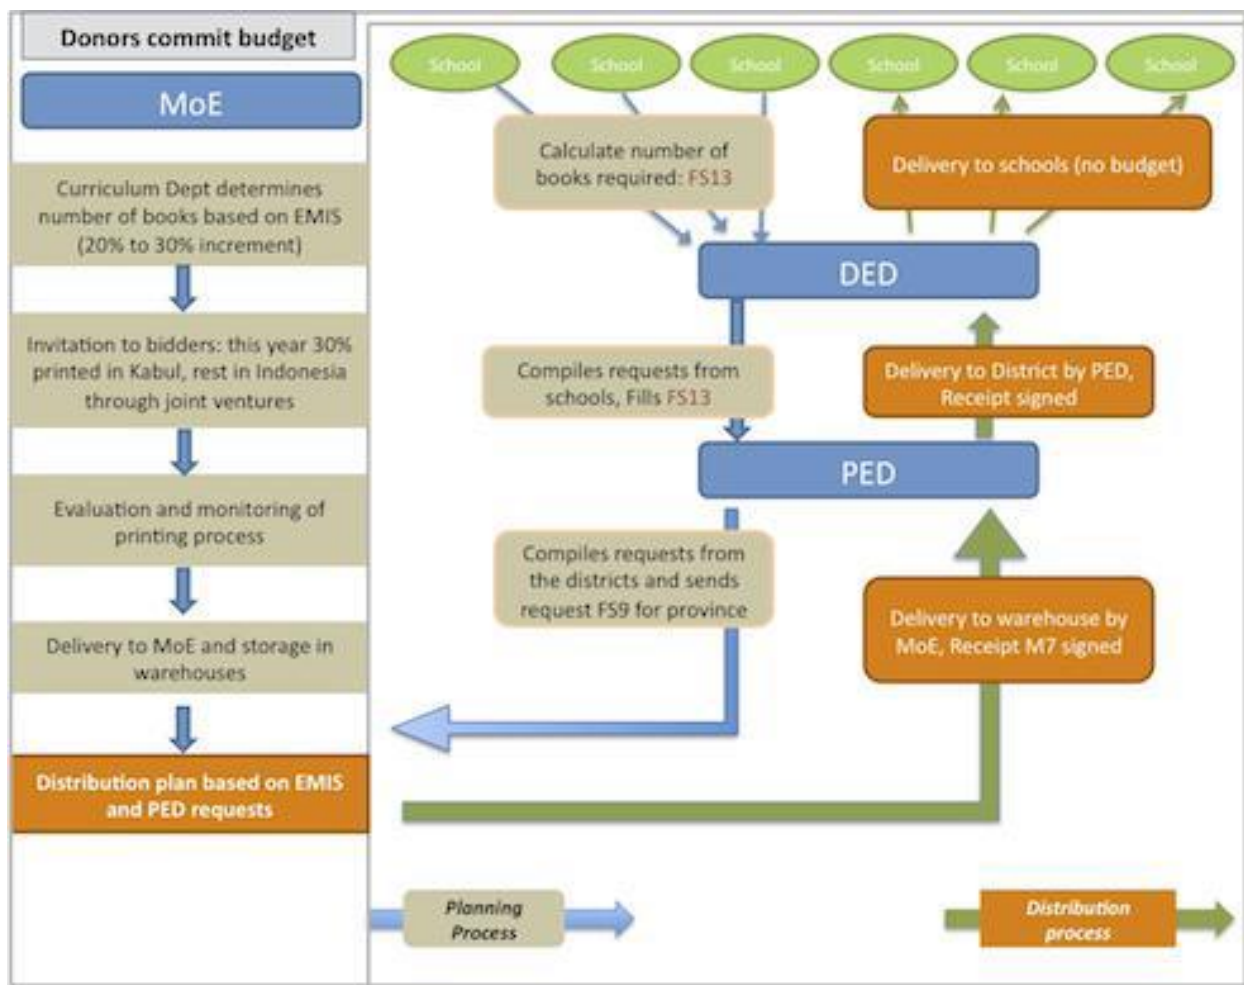 Donors commit budget
MoE
Curriculum Dept determines
number of books based on EMIS
(20% to 30% increment)
Invitation to bidders: this year 30%
printed in Kabul, rest in Indonesia
through joint ventures
Evaluation and monitoring of
printing process
Delivery to MoE and storage in
warehouses
Distribution plan based on EMIS
and PED requests
School
School
School
School
School
School
Calculate number of
books required: FS13
Delivery to schools (no budget)
DED
Compiles requests from
schools, Fills FS13
Delivery to District by PED,
Receipt signed
PED
Compiles requests from
the districts and sends
request FS9 for province
Delivery to warehouse by
MoE, Receipt M7 signed
Planning
Process
Distribution
process